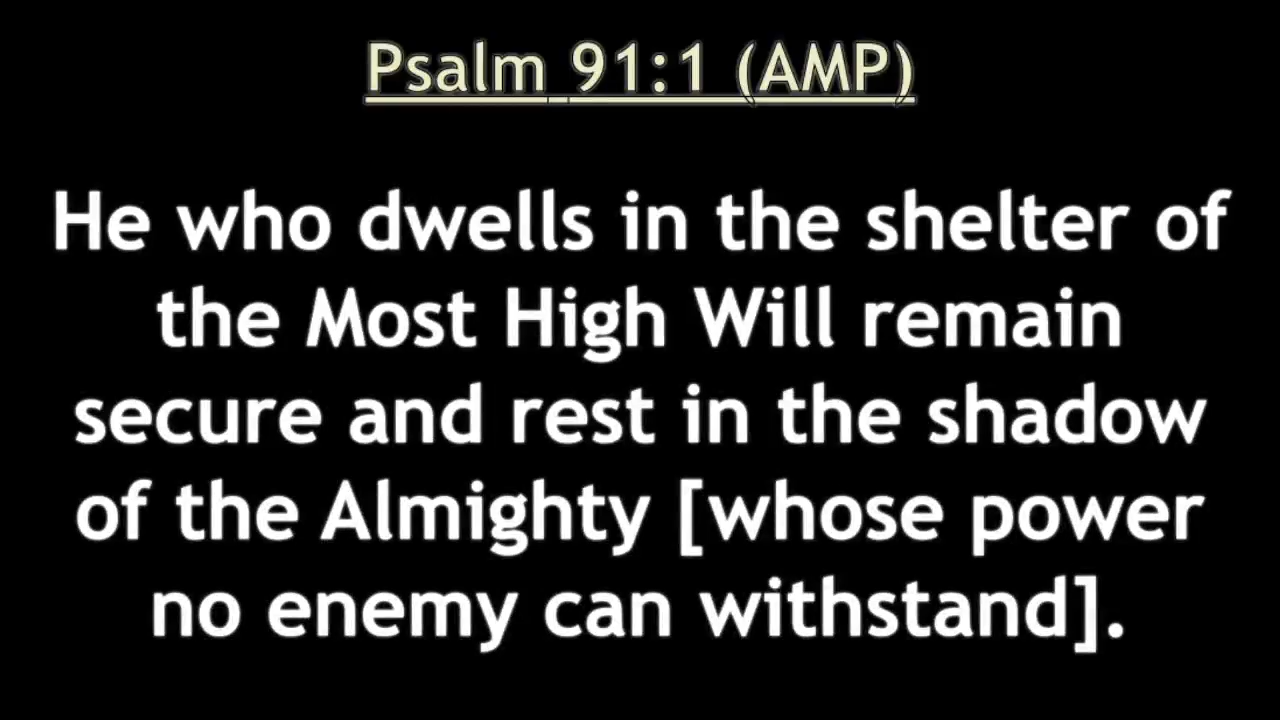 Psalm 91:1 (AMP)
He who dwells in the shelter of
the Most High Will remain
secure and rest in the shadow
of the Almighty [whose power
no enemy can withstand].